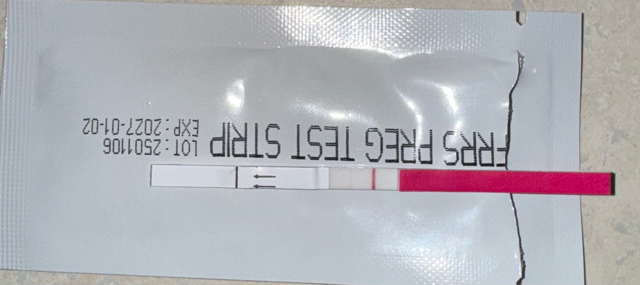 FRRS PREG TEST STRIP
LOT:2501106
EXP:2027-01-02